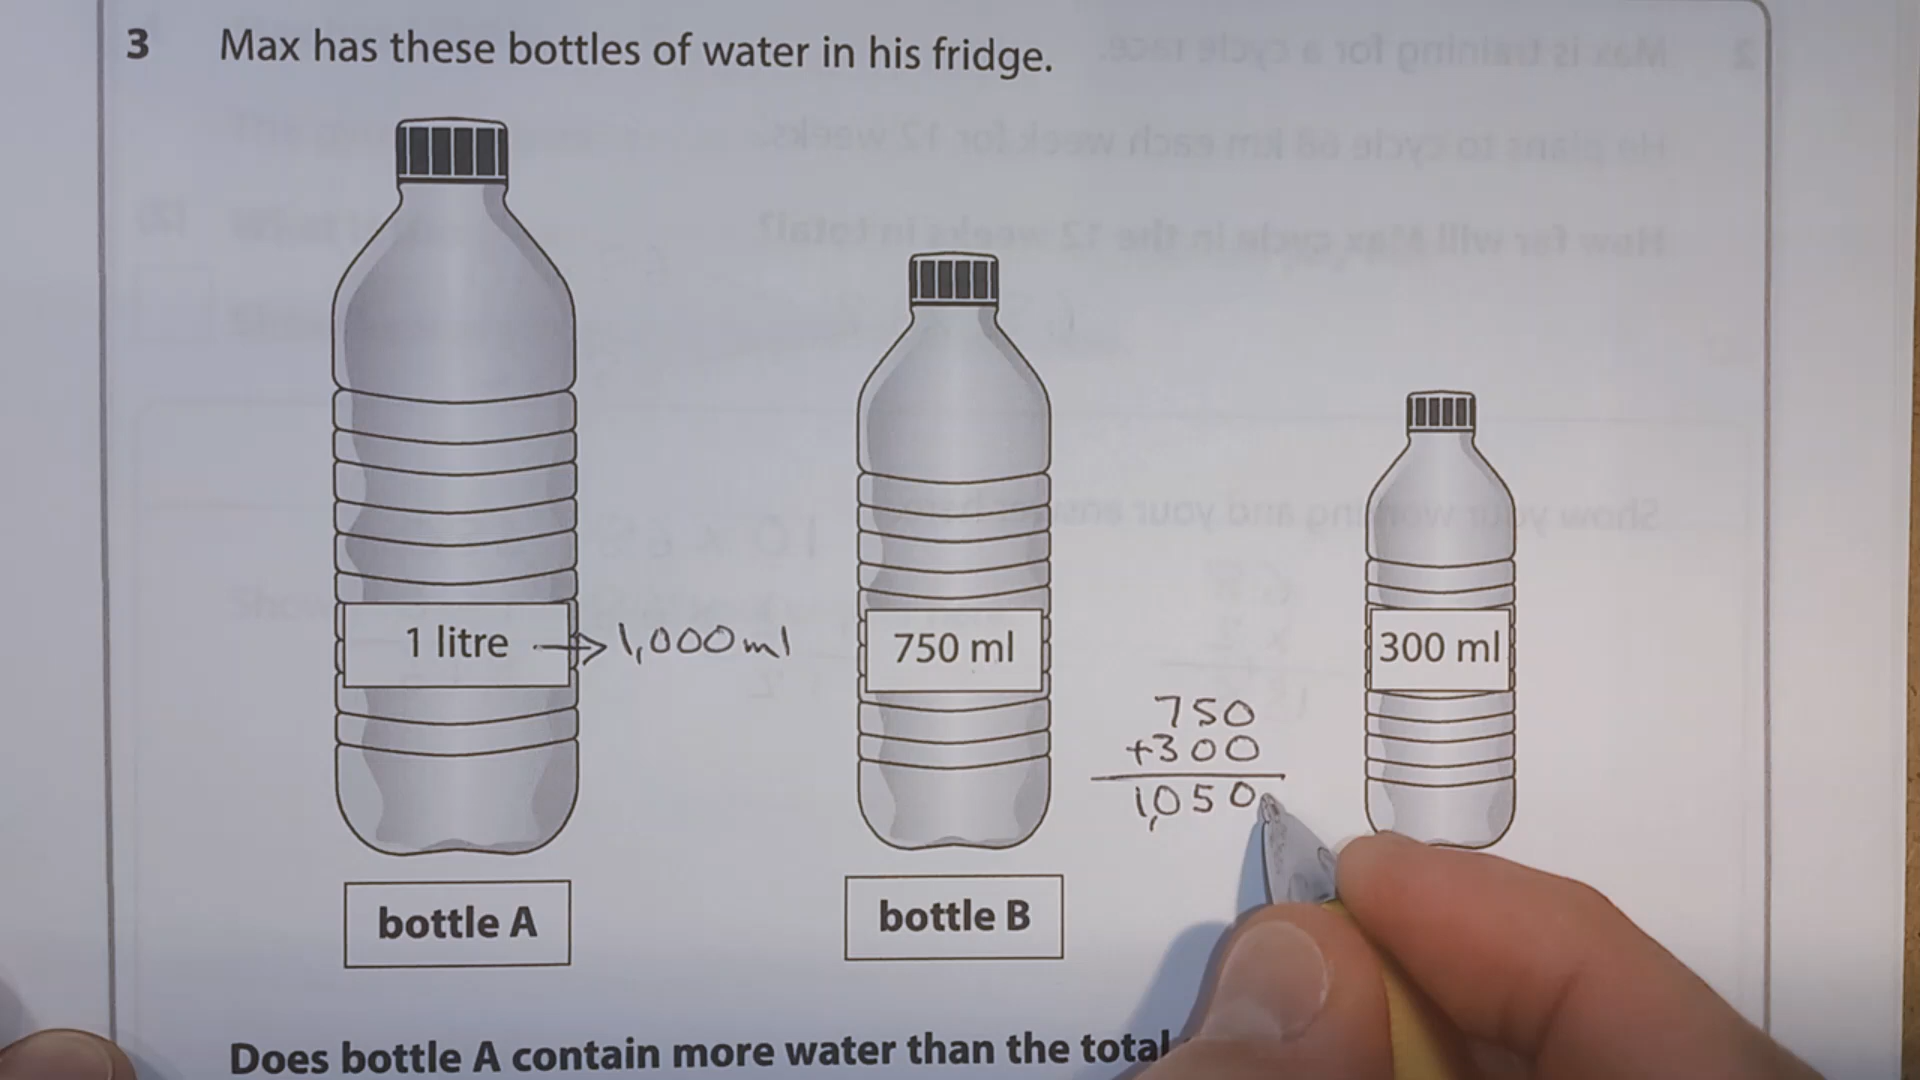 3 Max has these bottles of water in his fridge.
1 litre → 1,000 ml
750 ml
300 ml
750
+300
1,050
bottle A
bottle B
Does bottle A contain more water than the total